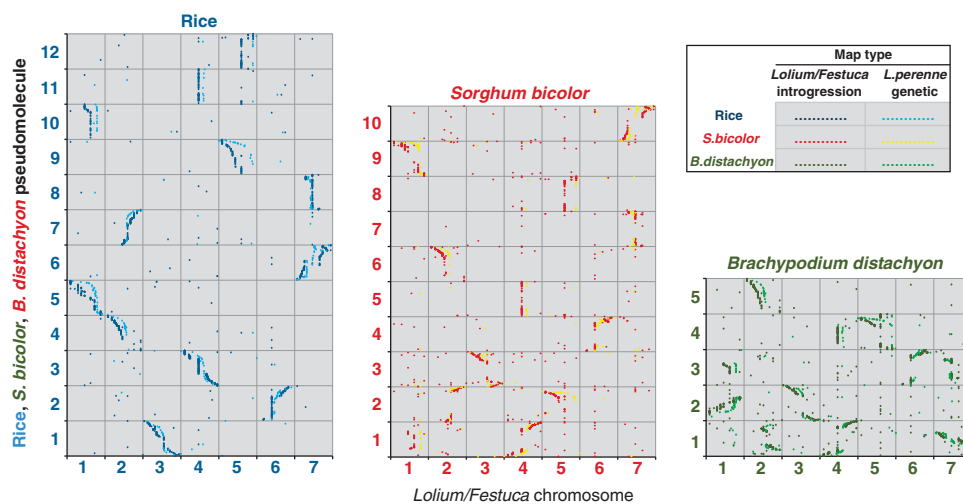 Rice
12
11
10
9
8
7
6
5
4
3
2
1
1 2 3 4 5 6 7
Rice, S. bicolor, B. distachyon pseudomolecule
Sorghum bicolor
10
9
8
7
6
5
4
3
2
1
1 2 3 4 5 6 7
Lolium/Festuca chromosome
Map type
Lolium/Festuca L.perenne
introgression genetic
Rice
S.bicolor
B.distachyon
Brachypodium distachyon
5
4
3
2
1
1 2 3 4 5 6 7